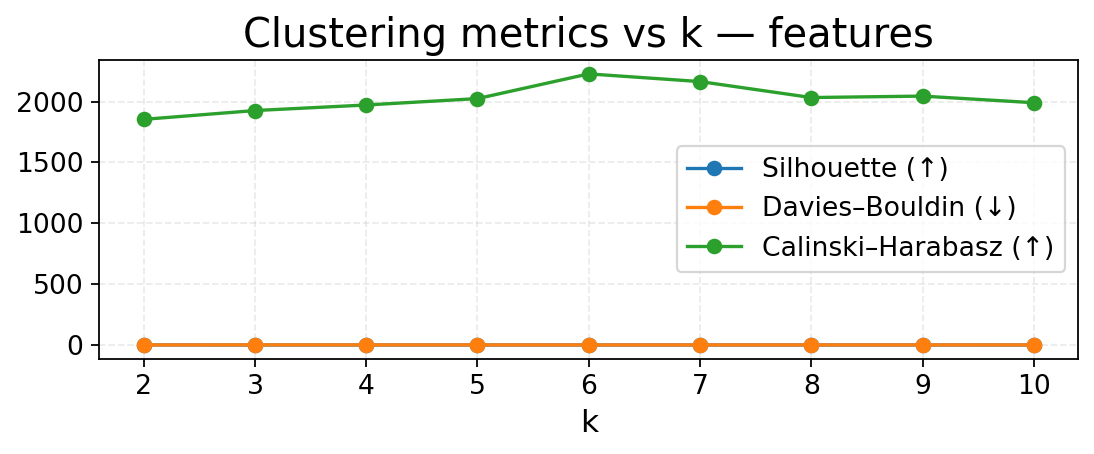 Clustering metrics vs k — features
2000
1500
1000
500
0
Silhouette (↑)
Davies–Bouldin (↓)
Calinski–Harabasz (↑)
2 3 4 5 6 7 8 9 10
k